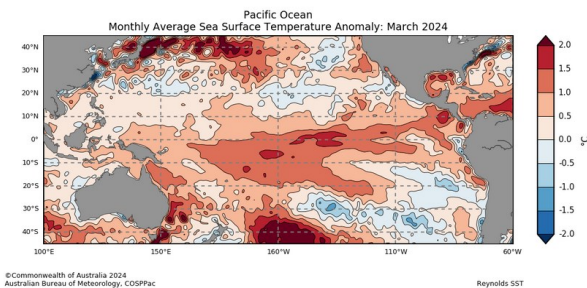 Pacific Ocean
Monthly Average Sea Surface Temperature Anomaly: March 2024
40°N
30°N
20°N
10°N
0°
10°S
20°S
30°S
40°S
100°E 150°E 160°W 110°W 60°W
2.0
1.5
1.0
0.5
0.0
-0.5
-1.0
-1.5
-2.0
°C
©Commonwealth of Australia 2024
Australian Bureau of Meteorology, COSPPac
Reynolds SST